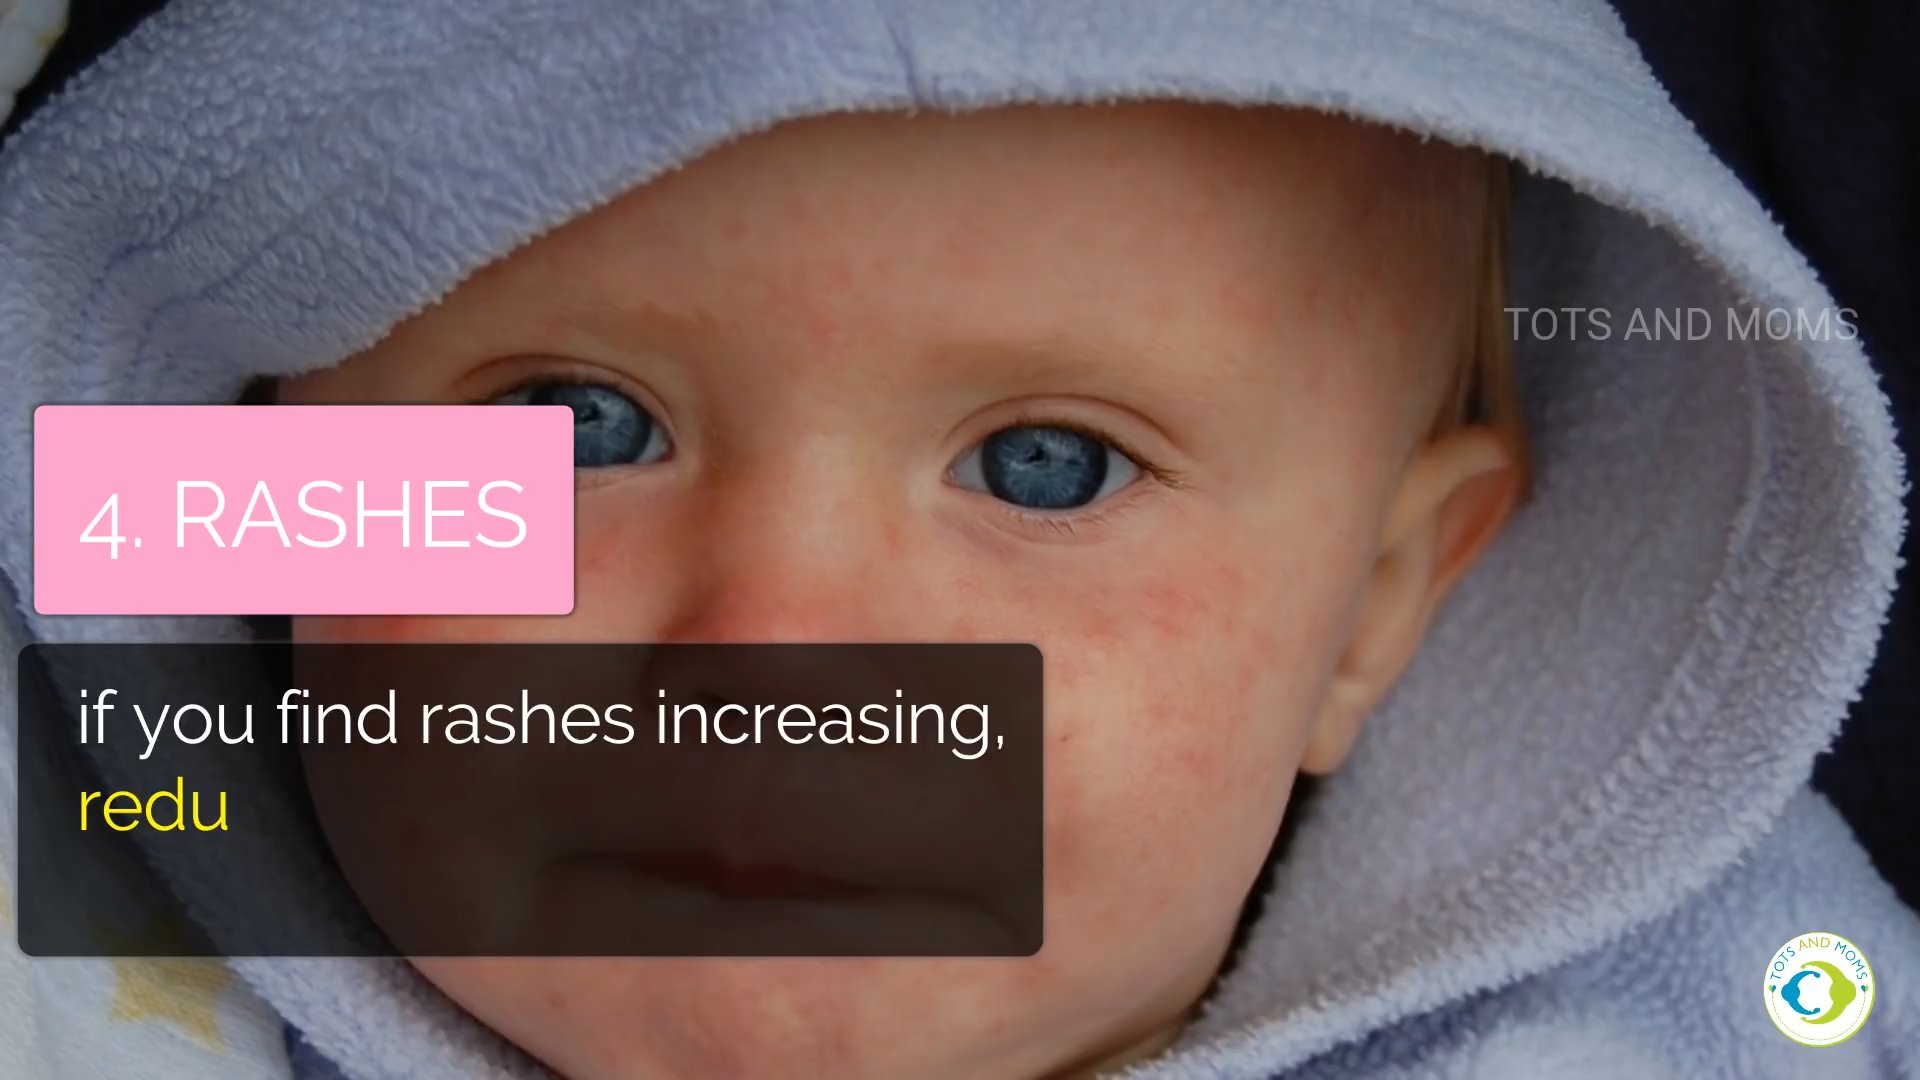 TOTS AND MOMS
4. RASHES
if you find rashes increasing,
redu
TOTS AND MOMS